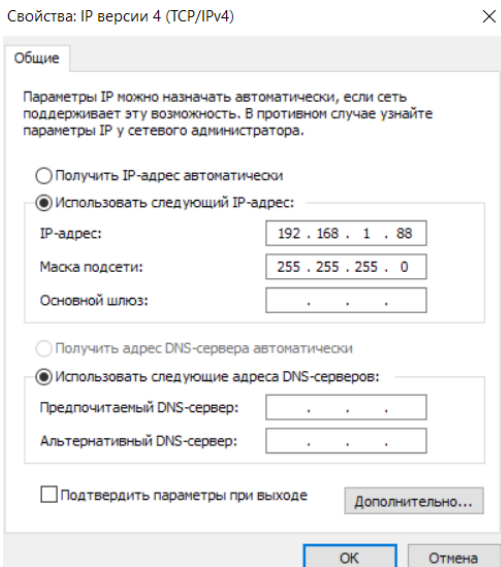 Свойства: IP версии 4 (TCP/IPv4)
Общие
Параметры IP можно назначать автоматически, если сеть
поддерживает эту возможность. В противном случае узнайте
параметры IP у сетевого администратора.
Получить IP-адрес автоматически
Использовать следующий IP-адрес:
IP-адрес: 192 . 168 . 1 . 88
Маска подсети: 255 . 255 . 255 . 0
Основной шлюз: . . .
Получить адрес DNS-сервера автоматически
Использовать следующие адреса DNS-серверов:
Предпочитаемый DNS-сервер: . . .
Альтернативный DNS-сервер: . . .
Подтвердить параметры при выходе Дополнительно...
ОК Отмена